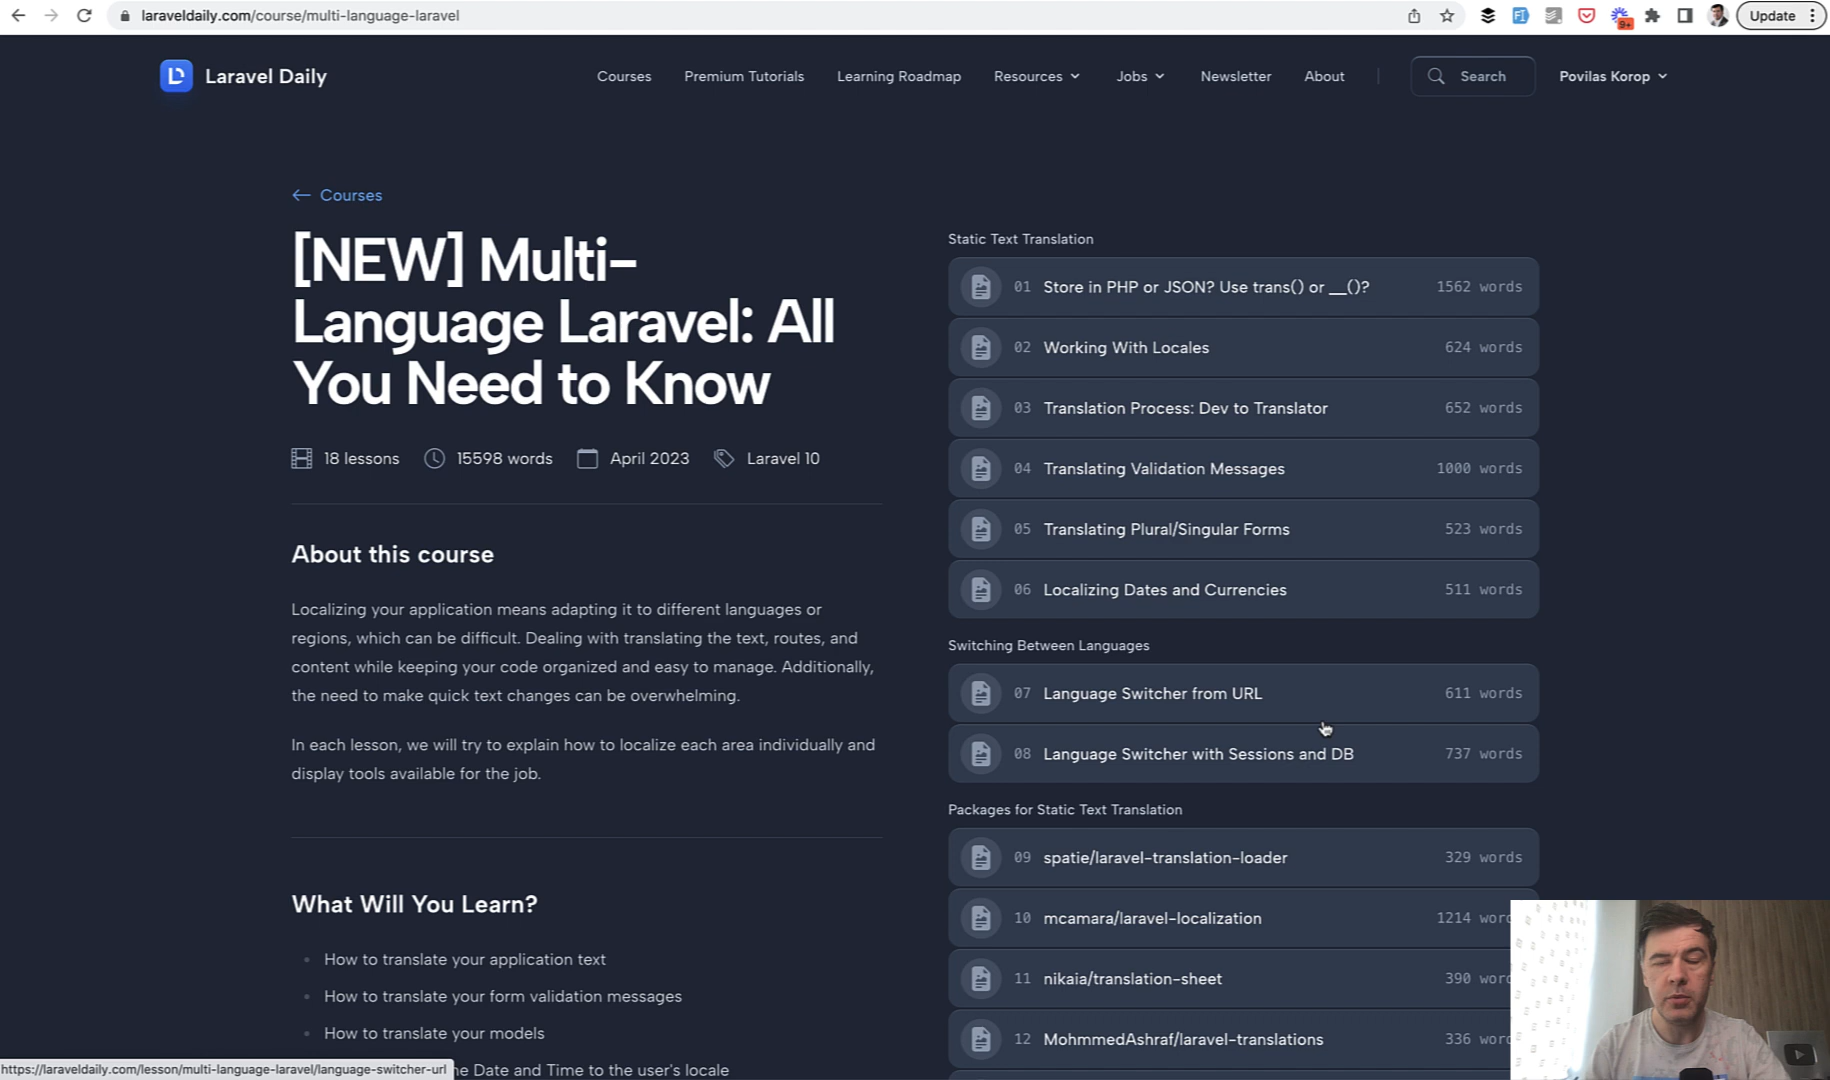 laraveldaily.com/course/multi-language-laravel
9+
Update
Laravel Daily
Courses
Premium Tutorials
Learning Roadmap
Resources
Jobs
Newsletter
About
Search
Povilas Korop
Courses
[NEW] Multi-
Language Laravel: All
You Need to Know
18 lessons
15598 words
April 2023
Laravel 10
About this course
Localizing your application means adapting it to different languages or
regions, which can be difficult. Dealing with translating the text, routes, and
content while keeping your code organized and easy to manage. Additionally,
the need to make quick text changes can be overwhelming.
In each lesson, we will try to explain how to localize each area individually and
display tools available for the job.
What Will You Learn?
How to translate your application text
How to translate your form validation messages
How to translate your models
ne Date and Time to the user's locale
https://laraveldaily.com/lesson/multi-language-laravel/language-switcher-url
Static Text Translation
01 Store in PHP or JSON? Use trans() or __()? 1562 words
02 Working With Locales 624 words
03 Translation Process: Dev to Translator 652 words
04 Translating Validation Messages 1000 words
05 Translating Plural/Singular Forms 523 words
06 Localizing Dates and Currencies 511 words
Switching Between Languages
07 Language Switcher from URL 611 words
08 Language Switcher with Sessions and DB 737 words
Packages for Static Text Translation
09 spatie/laravel-translation-loader 329 words
10 mcamara/laravel-localization 1214 wor
11 nikaia/translation-sheet 390 wor
12 MohmmedAshraf/laravel-translations 336 wor